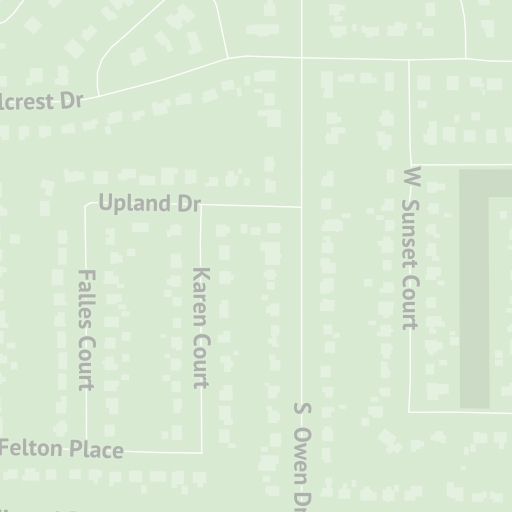 lcrest Dr
Upland Dr
W Sunset Court
Falles Court
Karen Court
S Owen Dr
Felton Place